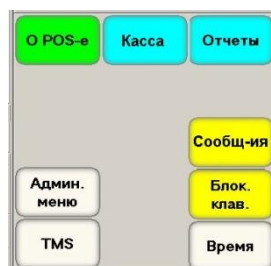 О POS-е Касса Отчеты
Сообщ-ия
Админ. Блок.
меню клав.
TMS Время